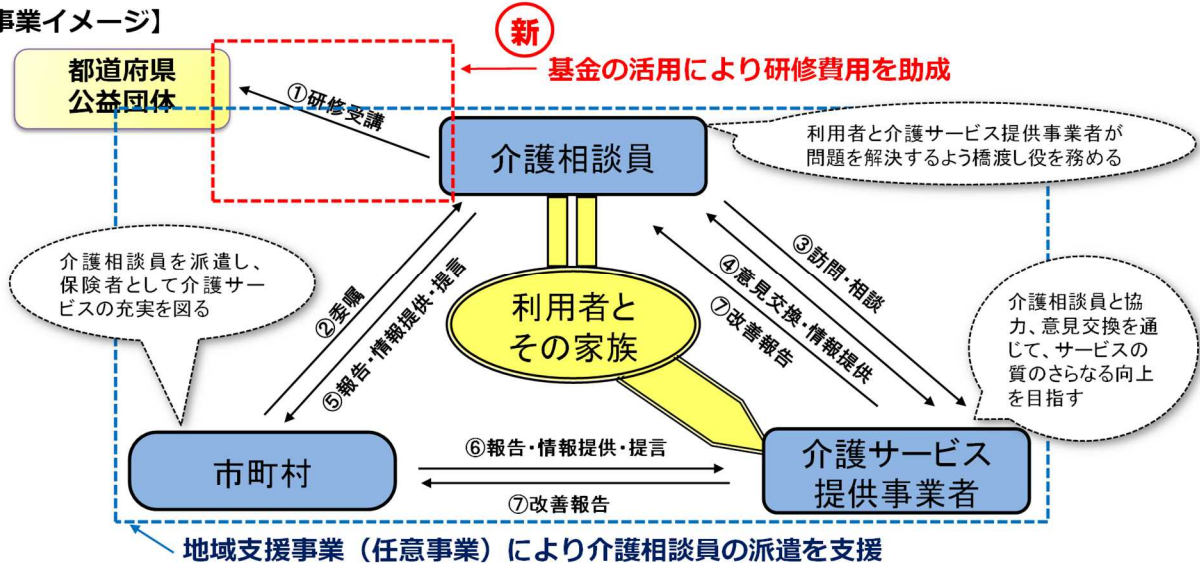 事業イメージ】
新
都道府県
公益団体
基金の活用により研修費用を助成
①研修受講
介護相談員
利用者と介護サービス提供事業者が
問題を解決するよう橋渡し役を務める
介護相談員を派遣し、
保険者として介護サー
ビスの充実を図る
②委嘱
⑤報告・情報提供・提言
利用者と
その家族
③訪問・相談
④意見交換・情報提供
⑦改善報告
介護相談員と協
力、意見交換を通
じて、サービスの
質のさらなる向上
を目指す
市町村
⑥報告・情報提供・提言
⑦改善報告
介護サービス
提供事業者
地域支援事業（任意事業）により介護相談員の派遣を支援